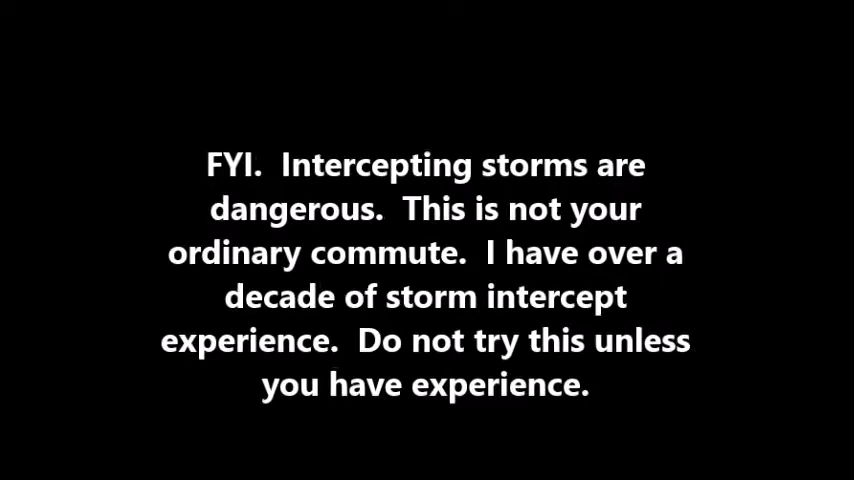 FYI.  Intercepting storms are
dangerous.  This is not your
ordinary commute.  I have over a
decade of storm intercept
experience.  Do not try this unless
you have experience.